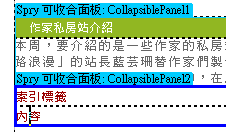 Spry 可收合面板: CollapsiblePanel1
作家私房站介紹
本周，要介紹的是一些作家的私房
路浪漫」的站長藍芸珊替作家們製
Spry 可收合面板: CollapsiblePanel2 ，在
索引標籤
內容